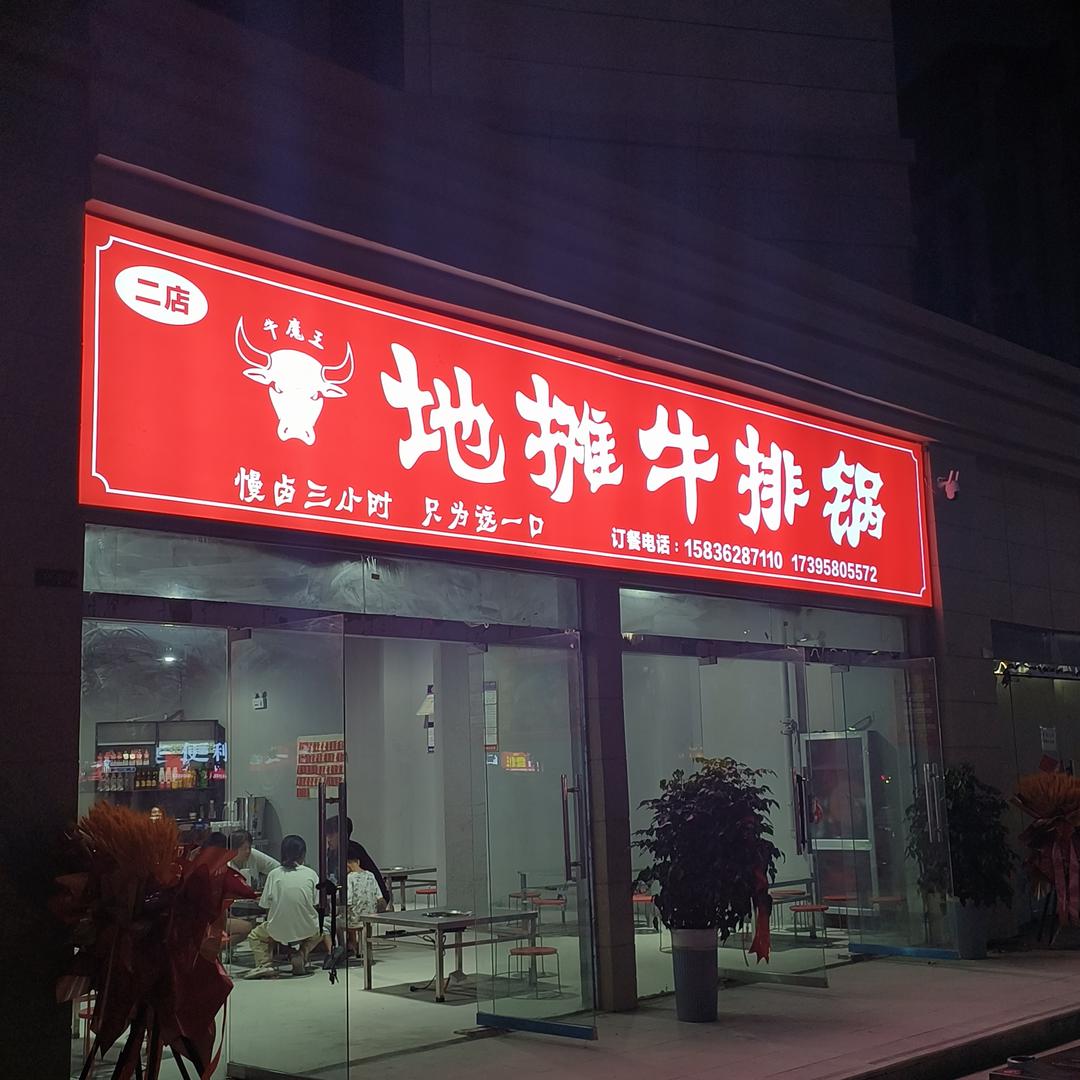 二店
牛魔王
地摊牛排锅
慢卤三小时 只为这一口
订餐电话：15836287110 17395805572